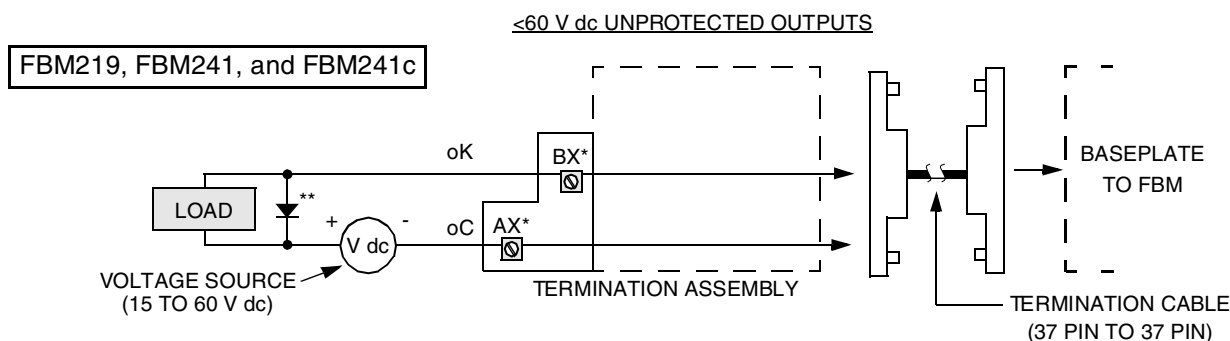 <60 V dc UNPROTECTED OUTPUTS
FBM219, FBM241, and FBM241c
oK
BX*
LOAD
**
+
-
V dc
oC
AX*
VOLTAGE SOURCE
(15 TO 60 V dc)
TERMINATION ASSEMBLY
BASEPLATE
TO FBM
TERMINATION CABLE
(37 PIN TO 37 PIN)